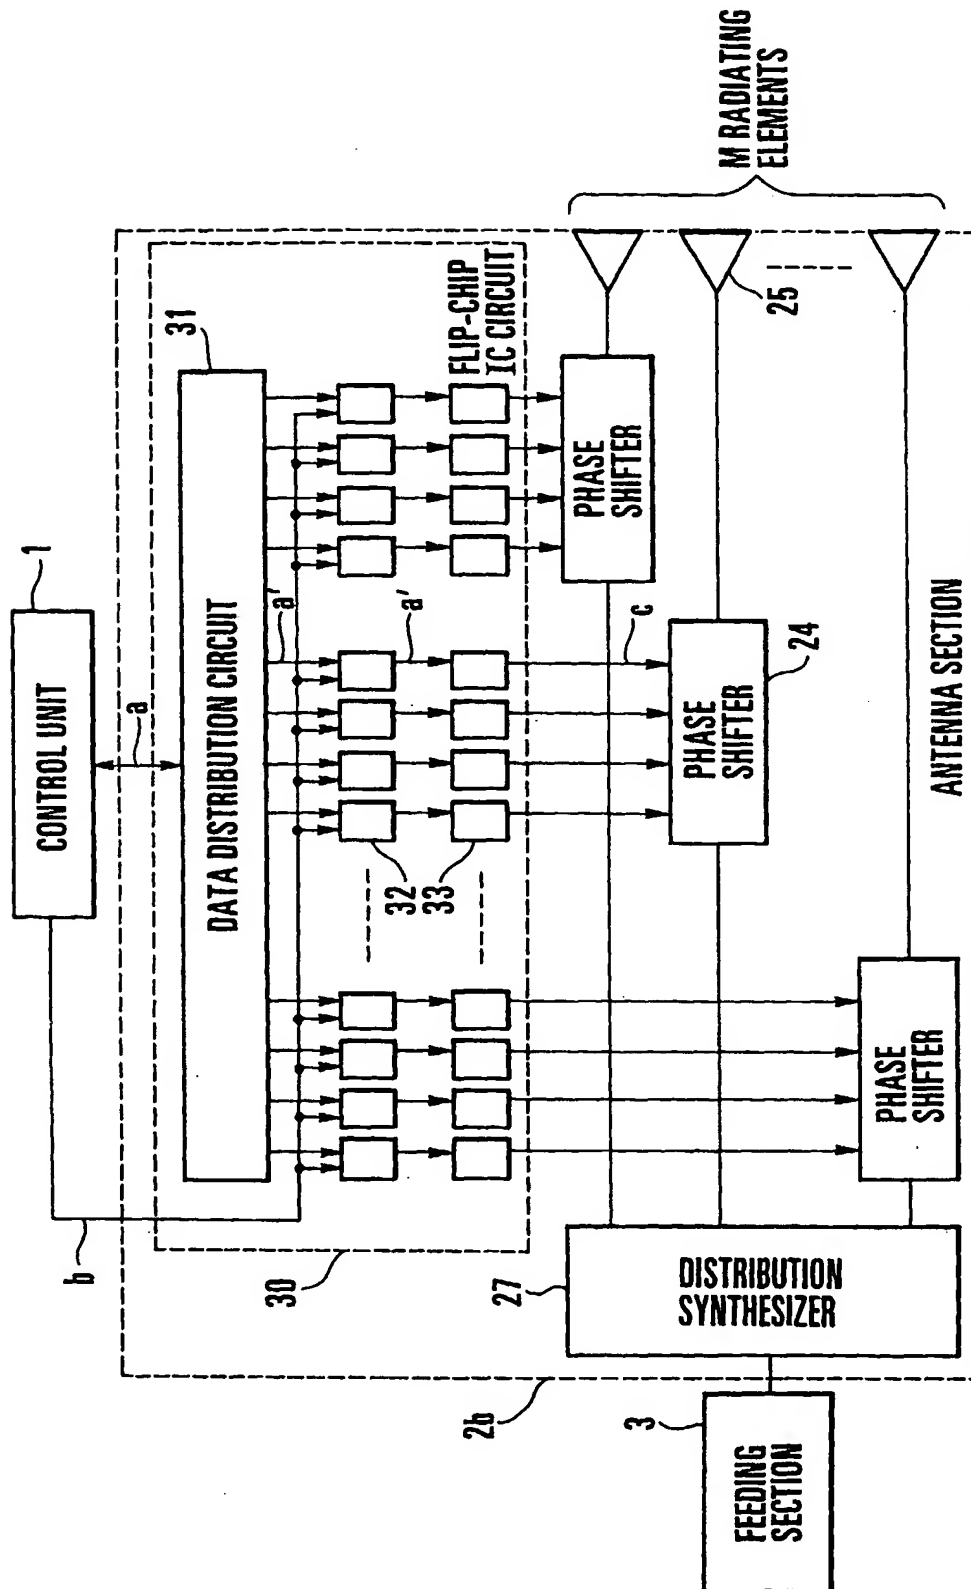 1
CONTROL UNIT
a
b
31
DATA DISTRIBUTION CIRCUIT
a'
a'
32
33
FLIP-CHIP
IC CIRCUIT
30
c
PHASE
SHIFTER
PHASE
SHIFTER
24
PHASE
SHIFTER
25
M RADIATING
ELEMENTS
27
DISTRIBUTION
SYNTHESIZER
2b
3
FEEDING
SECTION
ANTENNA SECTION